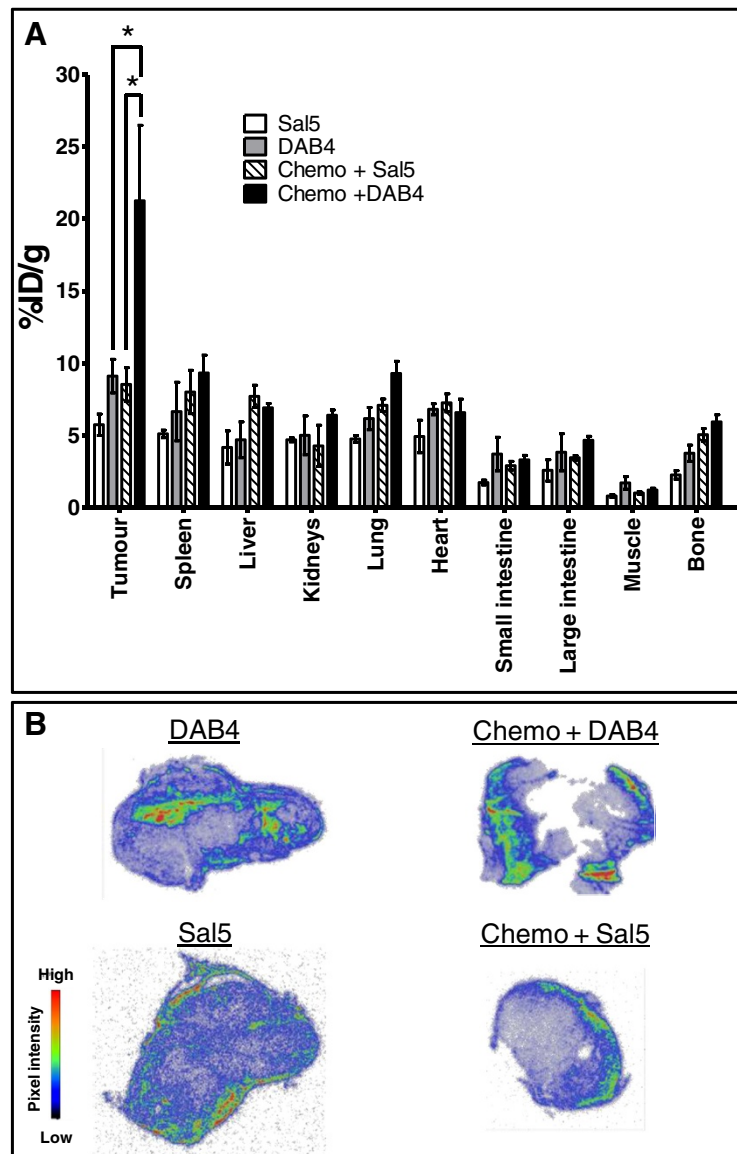 A
*
*
30
25
20
15
10
5
0
%ID/g
Sal5
DAB4
Chemo + Sal5
Chemo +DAB4
Tumour
Spleen
Liver
Kidneys
Lung
Heart
Small intestine
Large intestine
Muscle
Bone
B
DAB4
Chemo + DAB4
Sal5
Chemo + Sal5
High
Pixel intensity
Low